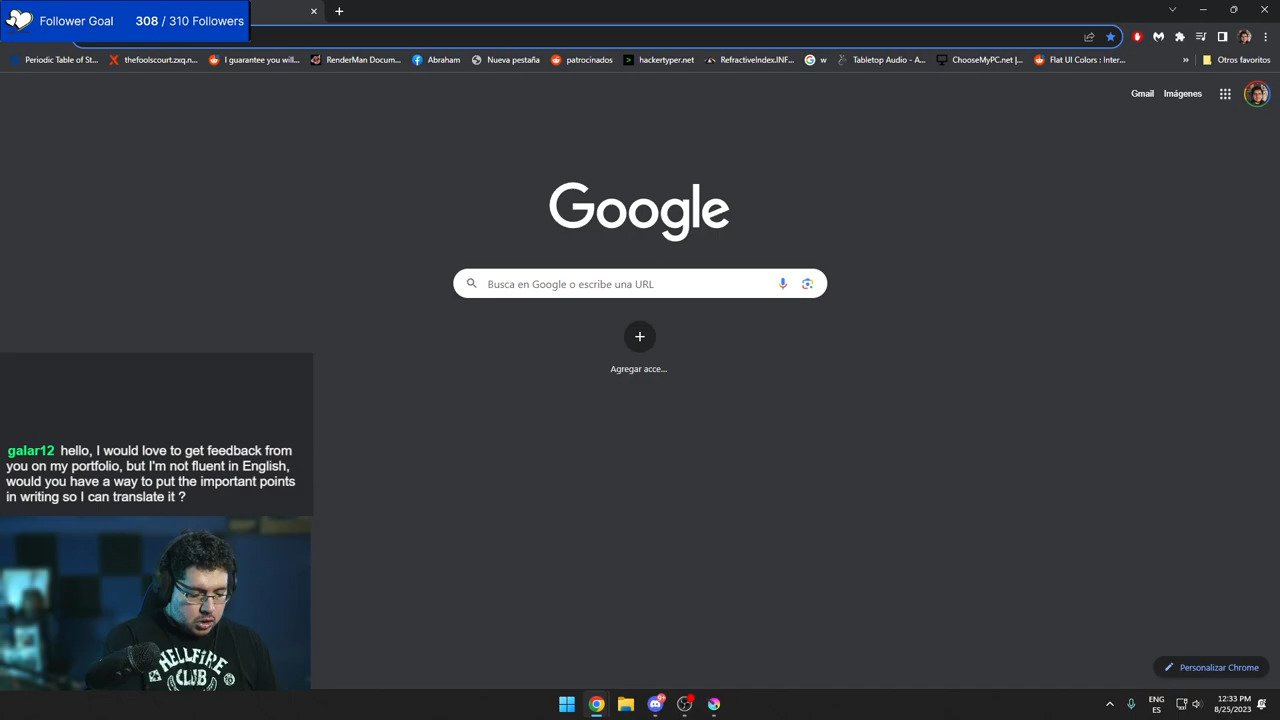 Follower Goal 308 / 310 Followers
Periodic Table of St... thefoolscourt.zxq.n... I guarantee you will... RenderMan Docum... Abraham Nueva pestaña patrocinados hackertyper.net RefractiveIndex.INF... w Tabletop Audio - A... ChooseMyPC.net |... Flat UI Colors : Inter... » Otros favoritos
Gmail Imágenes
Google
Busca en Google o escribe una URL
Agregar acce...
galar12 hello, I would love to get feedback from
you on my portfolio, but I'm not fluent in English,
would you have a way to put the important points
in writing so I can translate it ?
HELLFIRE
CLUB
Personalizar Chrome
9+
ENG
ES
12:33 PM
8/25/2023